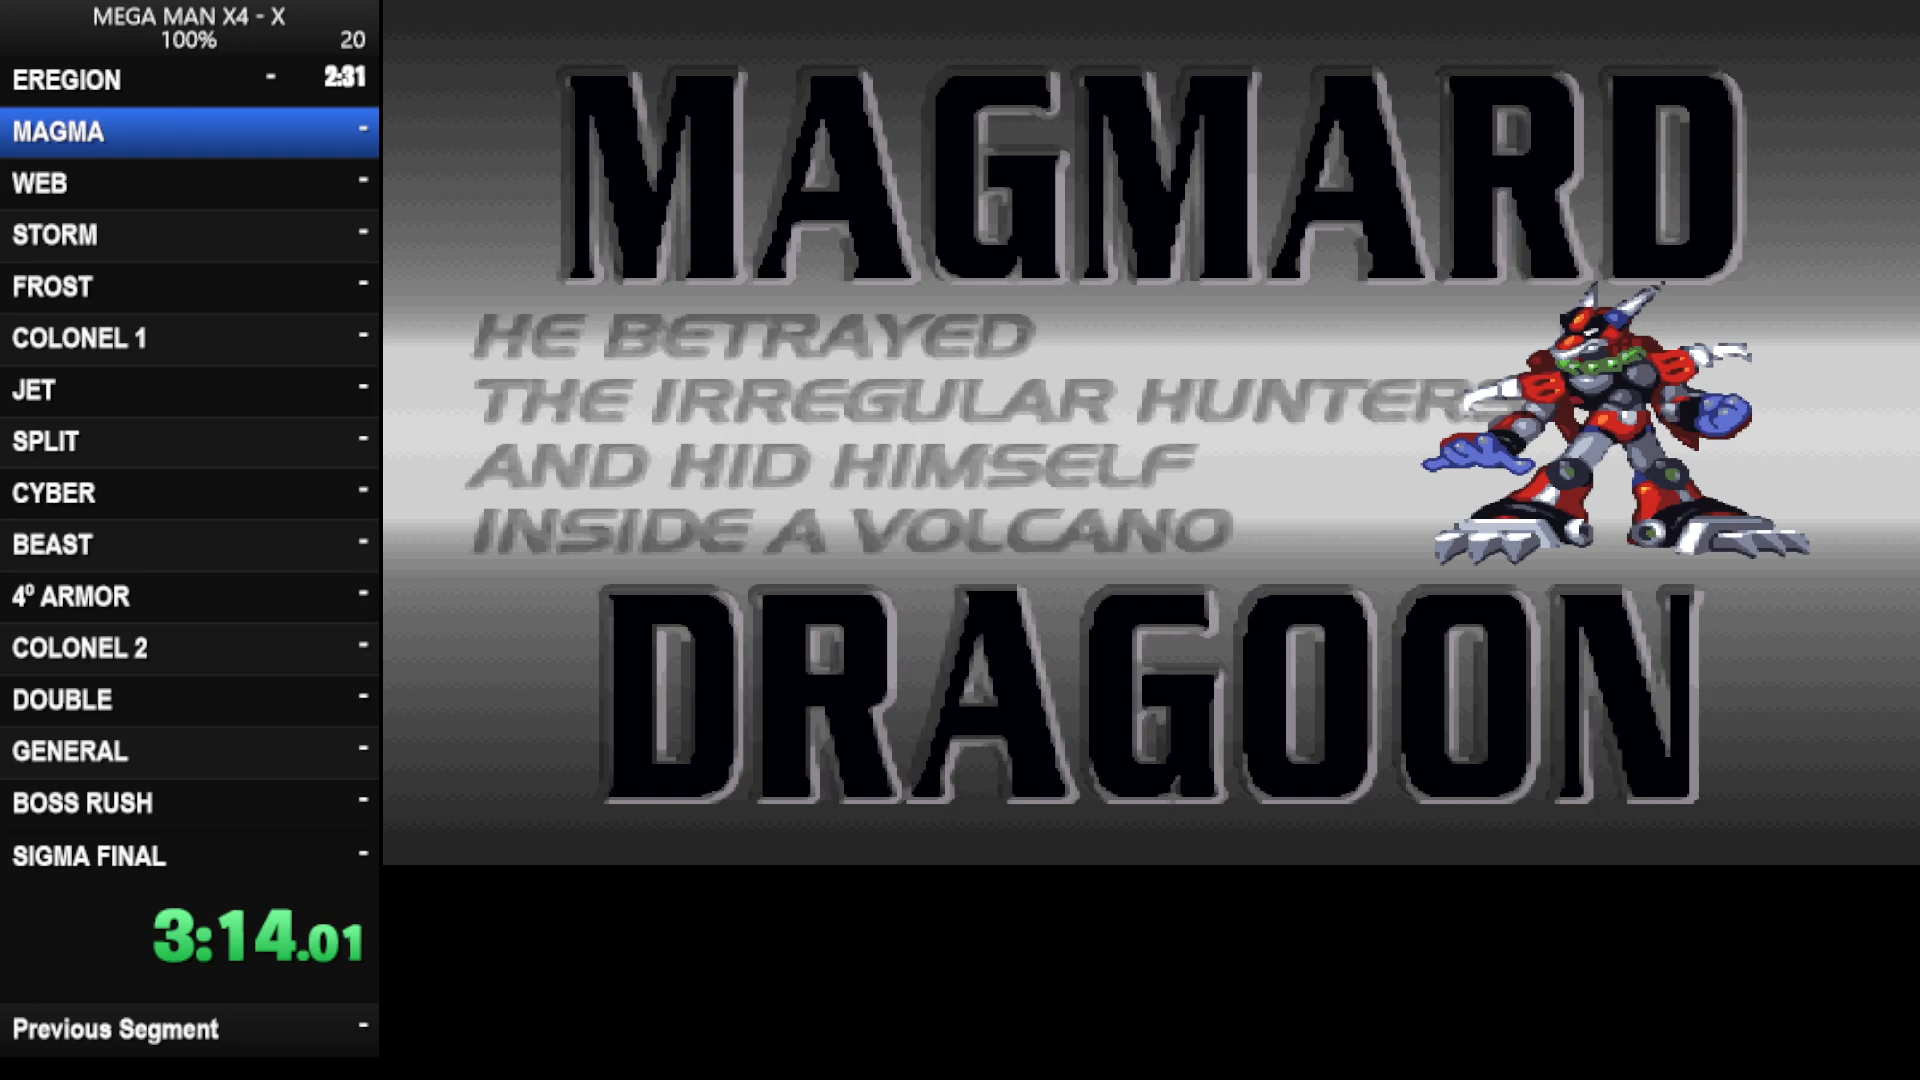 MEGA MAN X4 - X
100% 20
EREGION - 2:31
MAGMA -
WEB -
STORM -
FROST -
COLONEL 1 -
JET -
SPLIT -
CYBER -
BEAST -
4º ARMOR -
COLONEL 2 -
DOUBLE -
GENERAL -
BOSS RUSH -
SIGMA FINAL -
3:14.01
Previous Segment -
MAGMARD
HE BETRAYED
THE IRREGULAR HUNTERS
AND HID HIMSELF
INSIDE A VOLCANO
DRAGOON